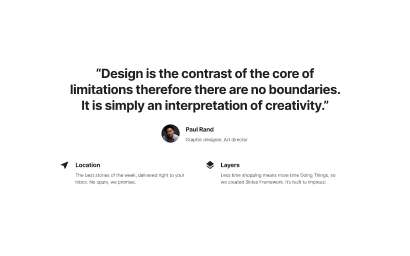 “Design is the contrast of the core of
limitations therefore there are no boundaries.
It is simply an interpretation of creativity.”
Paul Rand
Graphic designer, Art director
Location
The best stories of the week, delivered right to your
inbox. No spam, we promise.
Layers
Less time shopping means more time Doing Things, so
we created Shiloa Framework. It's built to impress!